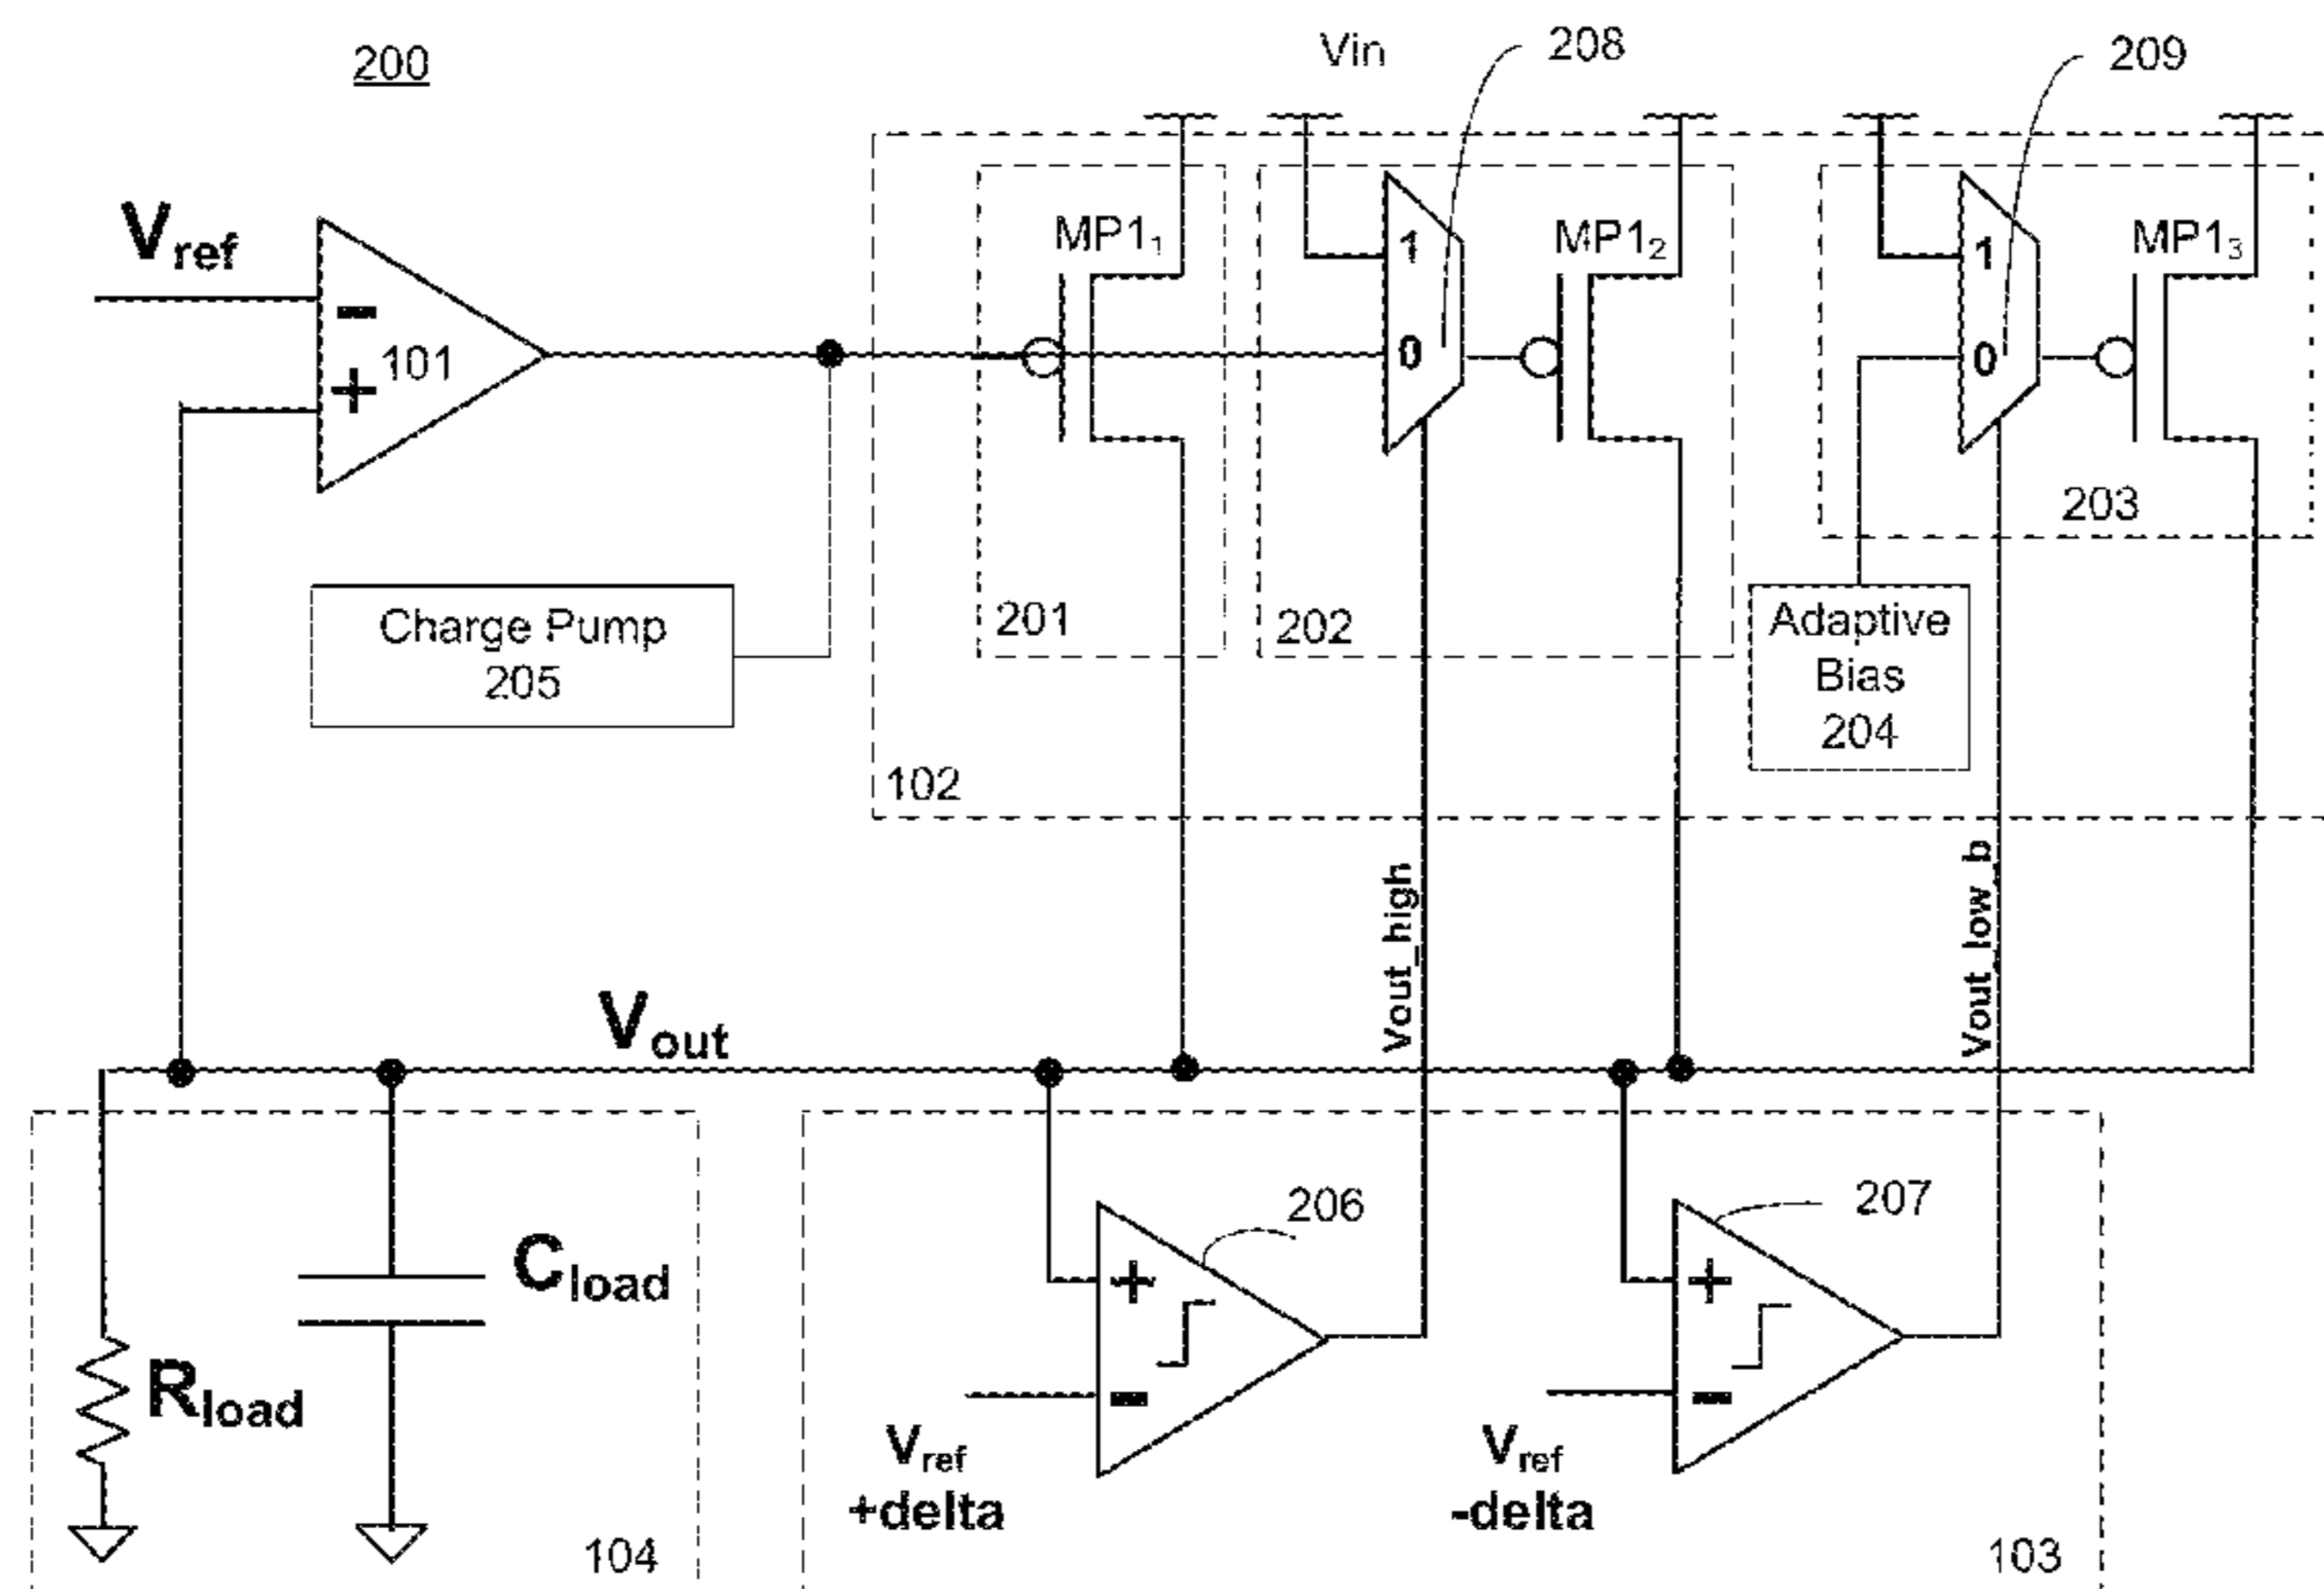 200
Vin
208
209
Vref
-
+
101
MP1₁
1
0
MP1₂
1
0
MP1₃
203
Charge Pump
205
201
202
Adaptive
Bias
204
102
Vout_high
Vout_low_b
Vout
206
207
+
-
+
-
Cload
Rload
Vref
+delta
Vref
-delta
104
103